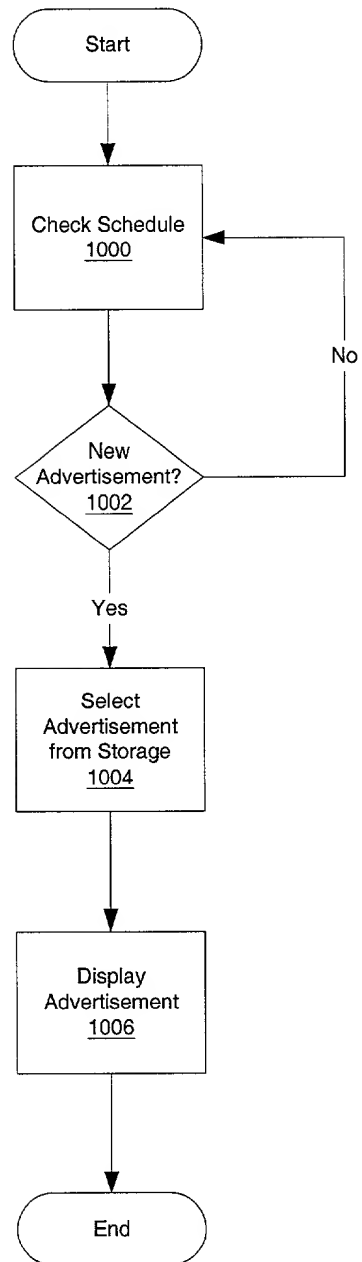 Start
Check Schedule
1000
No
New
Advertisement?
1002
Yes
Select
Advertisement
from Storage
1004
Display
Advertisement
1006
End